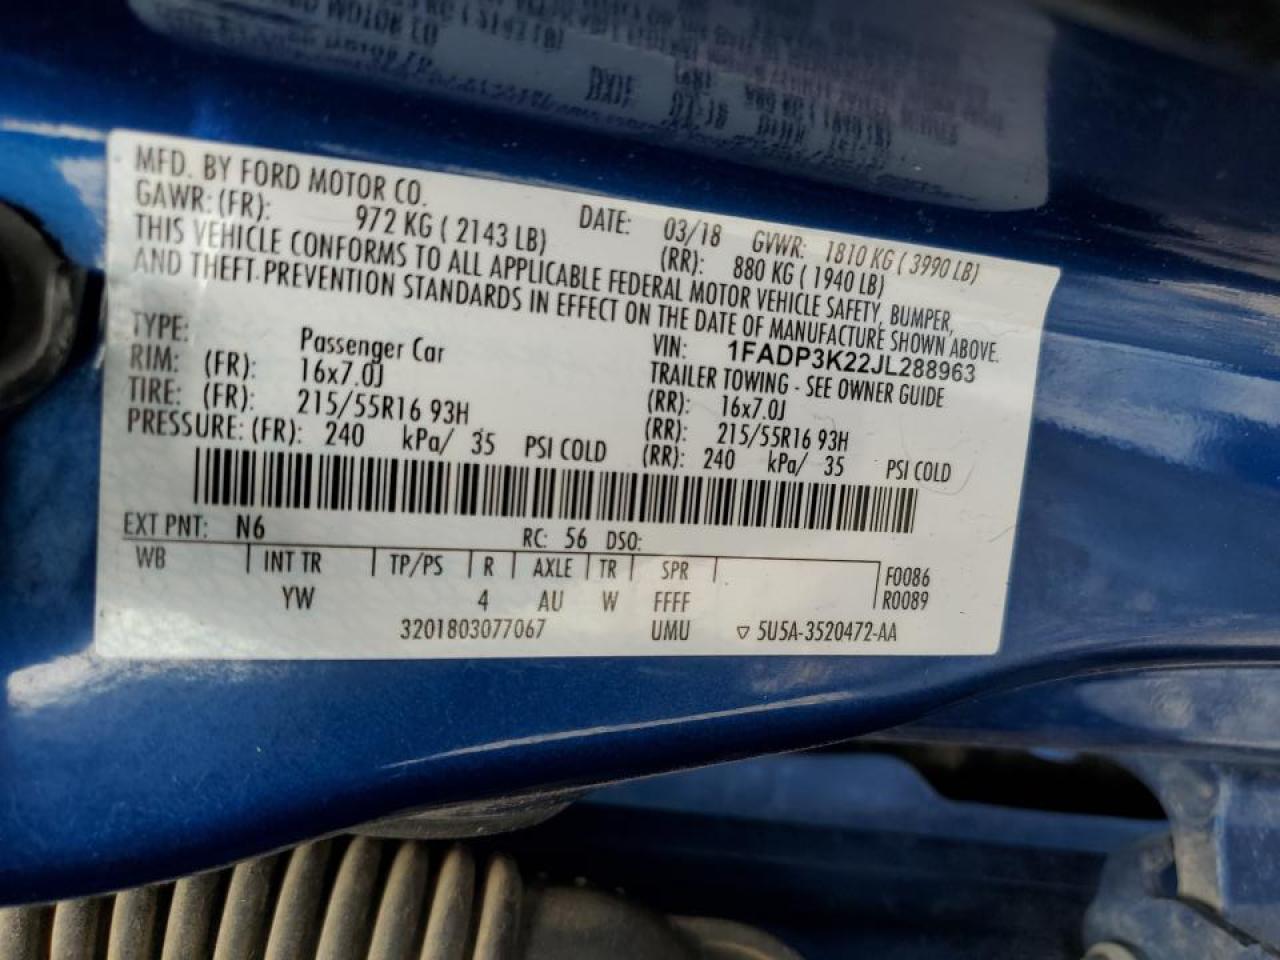 MFD. BY FORD MOTOR CO. DATE: 03/18 GVWR: 1810 KG ( 3990 LB)
GAWR: (FR): 972 KG ( 2143 LB) (RR): 880 KG ( 1940 LB)
THIS VEHICLE CONFORMS TO ALL APPLICABLE FEDERAL MOTOR VEHICLE SAFETY, BUMPER,
AND THEFT PREVENTION STANDARDS IN EFFECT ON THE DATE OF MANUFACTURE SHOWN ABOVE.
VIN: 1FADP3K22JL288963
TYPE: Passenger Car TRAILER TOWING - SEE OWNER GUIDE
RIM: (FR): 16x7.0J (RR): 16x7.0J
TIRE: (FR): 215/55R16 93H (RR): 215/55R16 93H
PRESSURE: (FR): 240 kPa/ 35 PSI COLD (RR): 240 kPa/ 35 PSI COLD
EXT PNT: N6 RC: 56 DSO:
WB INT TR TP/PS R AXLE TR SPR F0086
YW 4 AU W FFFF R0089
3201803077067 UMU ▽ 5U5A-3520472-AA